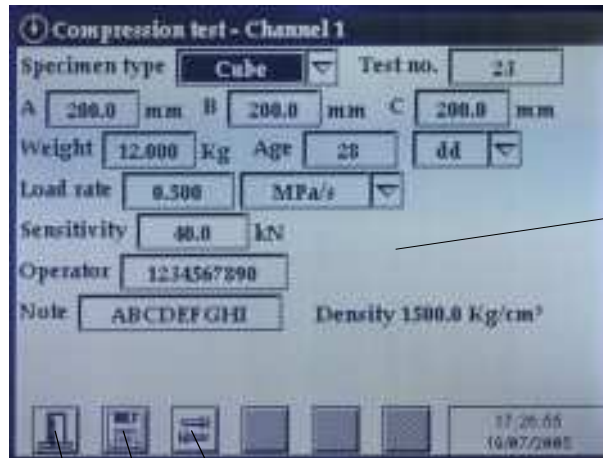 Compression test - Channel 1
Specimen type Cube Test no. 21
A 200.0 mm B 200.0 mm C 200.0 mm
Weight 12.000 Kg Age 28 dd
Load rate 0.500 MPa/s
Sensitivity 40.0 kN
Operator 1234567890
Note ABCDEFGHI Density 1500.0 Kg/cm³
17:26:55
19/07/2005